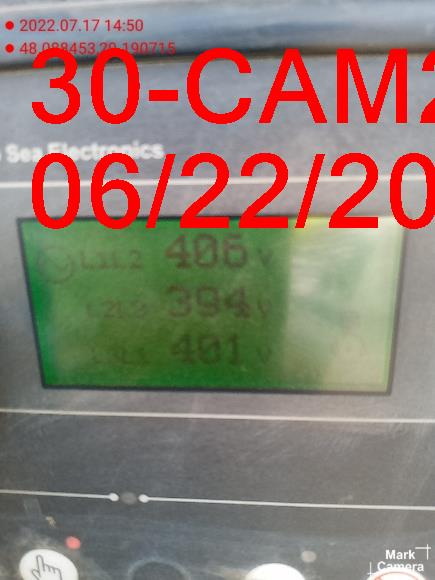 2022.07.17 14:50
48.088453,29.190715
30-CAM2
06/22/20
Sea Electronics
L1L2 406 V
L2L3 394 V
L3L1 401 V
Mark
Camera